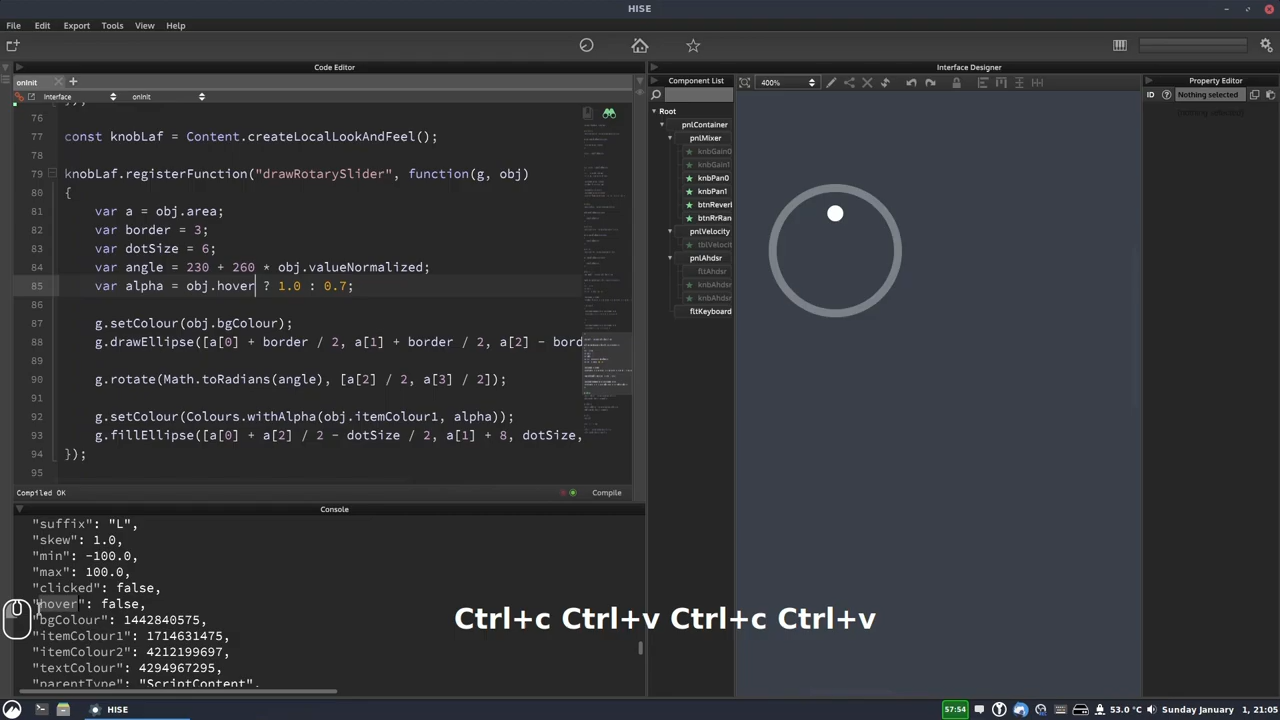 HISE
File Edit Export Tools View Help
Code Editor
Interface Designer
onInit
Component List
400%
Property Editor
interface
onInit
ID
Nothing selected
(nothing selected)
Root
76
77 const knobLaf = Content.createLocalLookAndFeel();
78
79 knobLaf.registerFunction("drawRotarySlider", function(g, obj)
80 {
81 var a = obj.area;
82 var border = 3;
83 var dotSize = 6;
84 var angle = 230 + 260 * obj.valueNormalized;
85 var alpha = obj.hover ? 1.0 : 0.7;
86
87 g.setColour(obj.bgColour);
88 g.drawEllipse([a[0] + border / 2, a[1] + border / 2, a[2] - bord
89
90 g.rotate(Math.toRadians(angle), [a[2] / 2, a[3] / 2]);
91
92 g.setColour(Colours.withAlpha(obj.itemColour1, alpha));
93 g.fillEllipse([a[0] + a[2] / 2 - dotSize / 2, a[1] + 8, dotSize,
94 });
95
pnlContainer
pnlMixer
knbGain0
knbGain1
knbPan0
knbPan1
btnReverb
btnRrRan
pnlVelocity
tblVelocit
pnlAhdsr
fltAhdsr
knbAhds
knbAhds
fltKeyboard
Compiled OK
Compile
Console
"suffix": "L",
"skew": 1.0,
"min": -100.0,
"max": 100.0,
"clicked": false,
"hover": false,
"bgColour": 1442840575,
"itemColour1": 1714631475,
"itemColour2": 4212199697,
"textColour": 4294967295,
"parentType": "ScriptContent",
Ctrl+c Ctrl+v Ctrl+c Ctrl+v
HISE
57:54
53.0 °C
Sunday January 1, 21:05